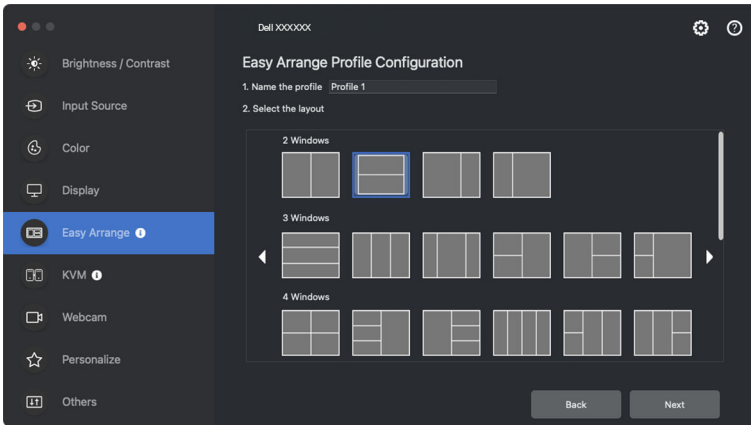 Dell XXXXXX
Brightness / Contrast
Input Source
Color
Display
Easy Arrange
KVM
Webcam
Personalize
Others
Easy Arrange Profile Configuration
1. Name the profile Profile 1
2. Select the layout
2 Windows
3 Windows
4 Windows
Back Next